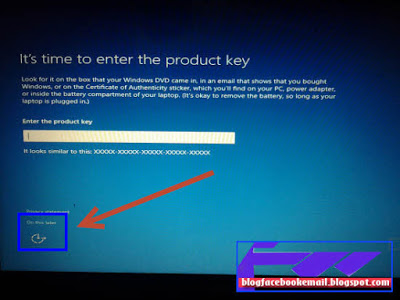 It's time to enter the product key
Look for it on the box that your Windows DVD came in, in an email that shows that you bought
Windows, or on the Certificate of Authenticity sticker, which you'll find on your PC, power adapter,
or inside the battery compartment of your laptop. (It's okay to remove the battery, so long as your
laptop is plugged in.)
Enter the product key
It looks similar to this: XXXXX-XXXXX-XXXXX-XXXXX-XXXXX
Privacy statement
Do this later
blogfacebookemail.blogspot.com